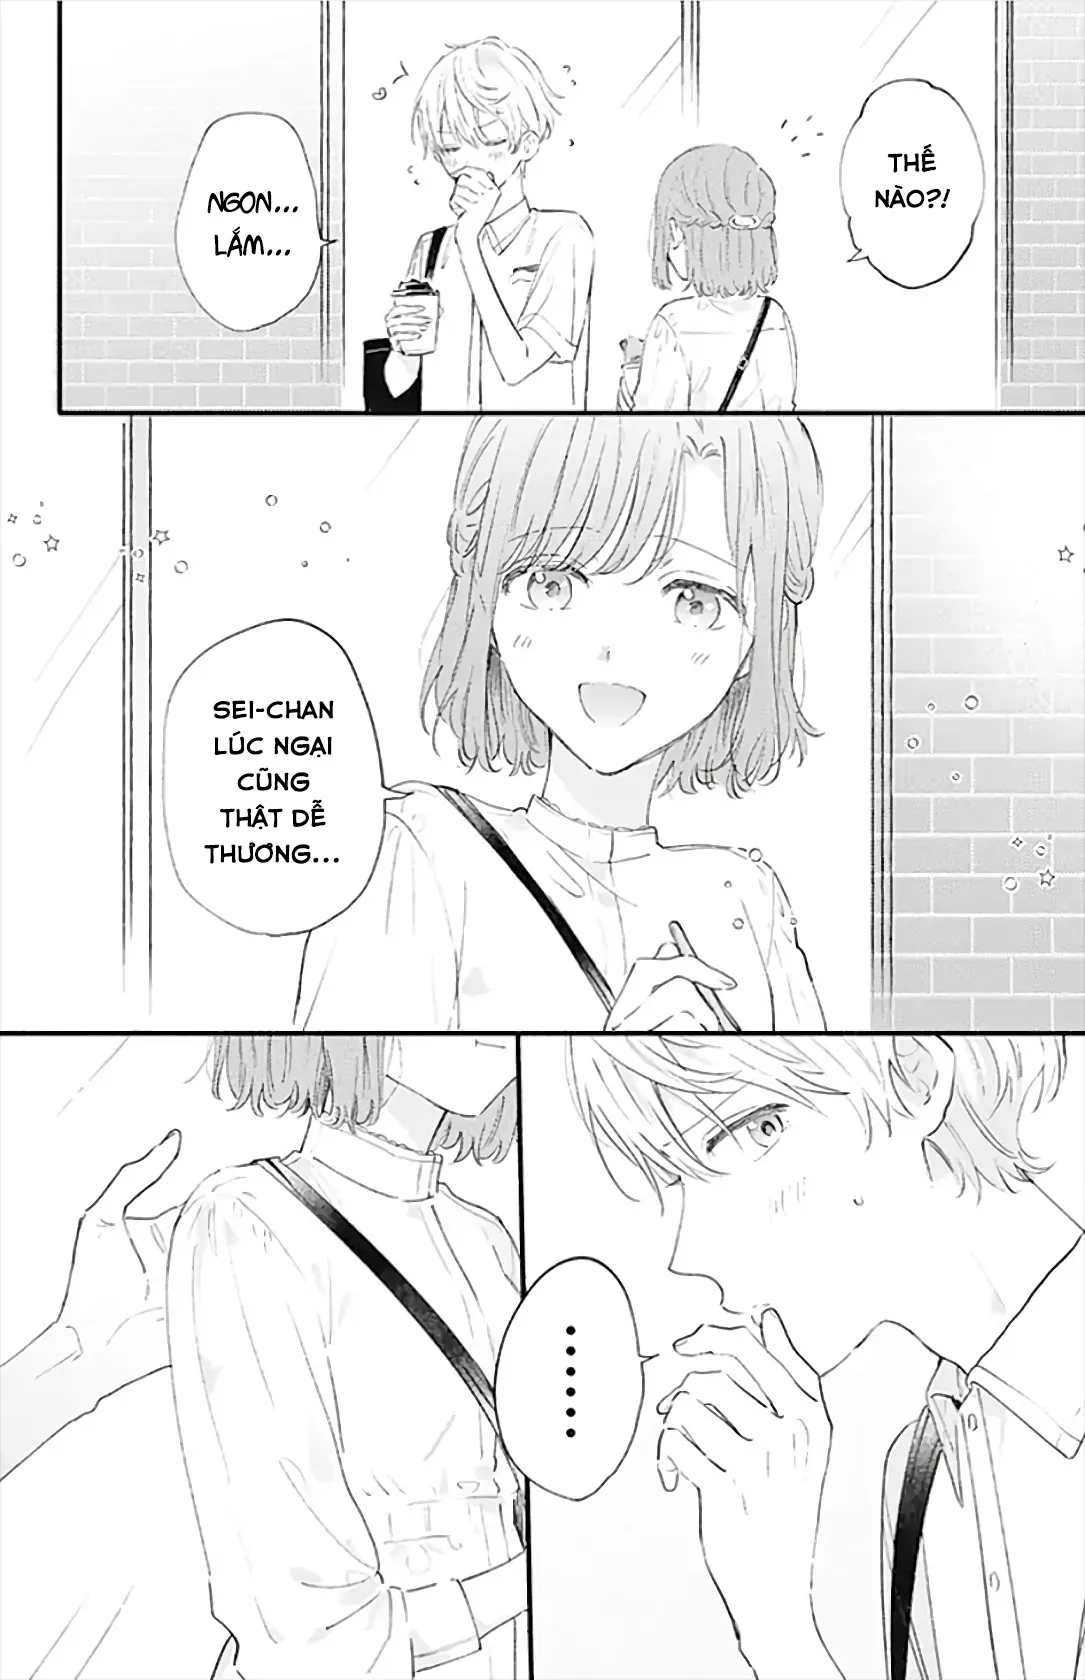 THẾ
NÀO?!
NGON...
LẮM...
SEI-CHAN
LÚC NGẠI
CŨNG
THẬT DỄ
THƯƠNG...
......